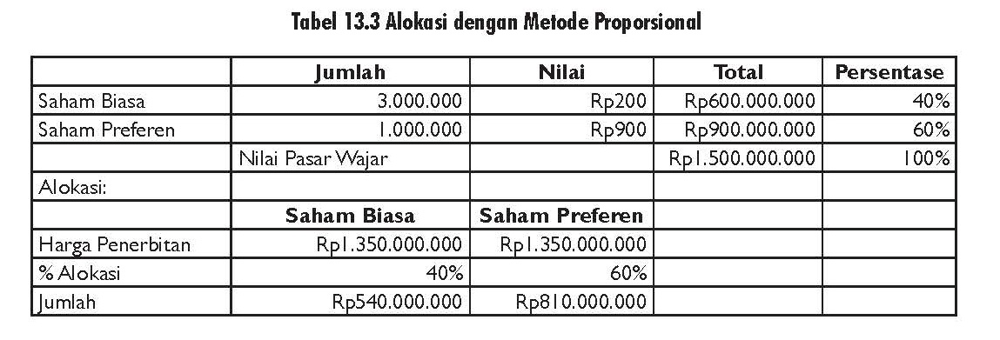 Tabel 13.3 Alokasi dengan Metode Proporsional
Jumlah Nilai Total Persentase
Saham Biasa 3.000.000 Rp200 Rp600.000.000 40%
Saham Preferen 1.000.000 Rp900 Rp900.000.000 60%
Nilai Pasar Wajar Rp1.500.000.000 100%
Alokasi:
Saham Biasa Saham Preferen
Harga Penerbitan Rp1.350.000.000 Rp1.350.000.000
% Alokasi 40% 60%
Jumlah Rp540.000.000 Rp810.000.000